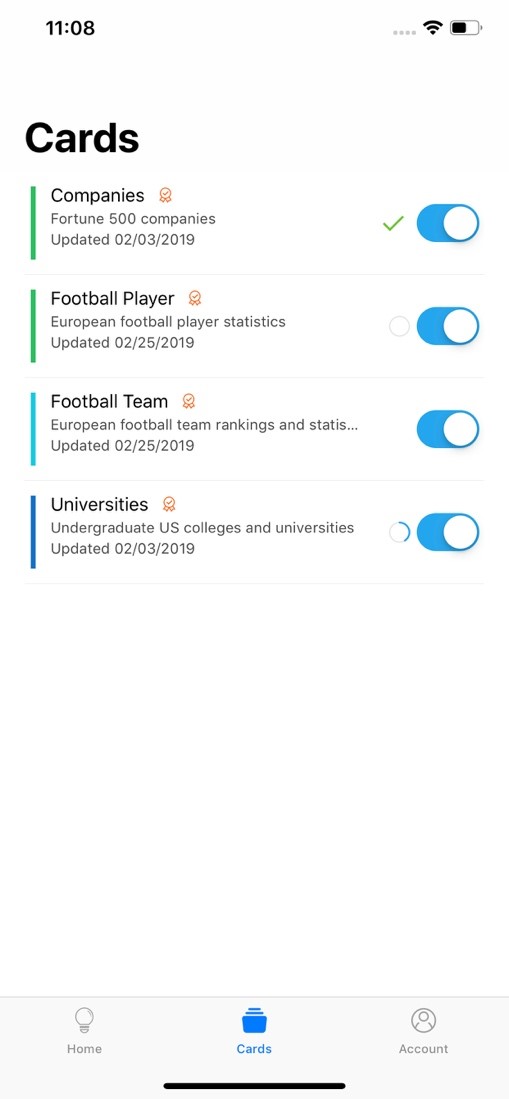 11:08
Cards
Companies
Fortune 500 companies
Updated 02/03/2019
Football Player
European football player statistics
Updated 02/25/2019
Football Team
European football team rankings and statis...
Updated 02/25/2019
Universities
Undergraduate US colleges and universities
Updated 02/03/2019
Home
Cards
Account